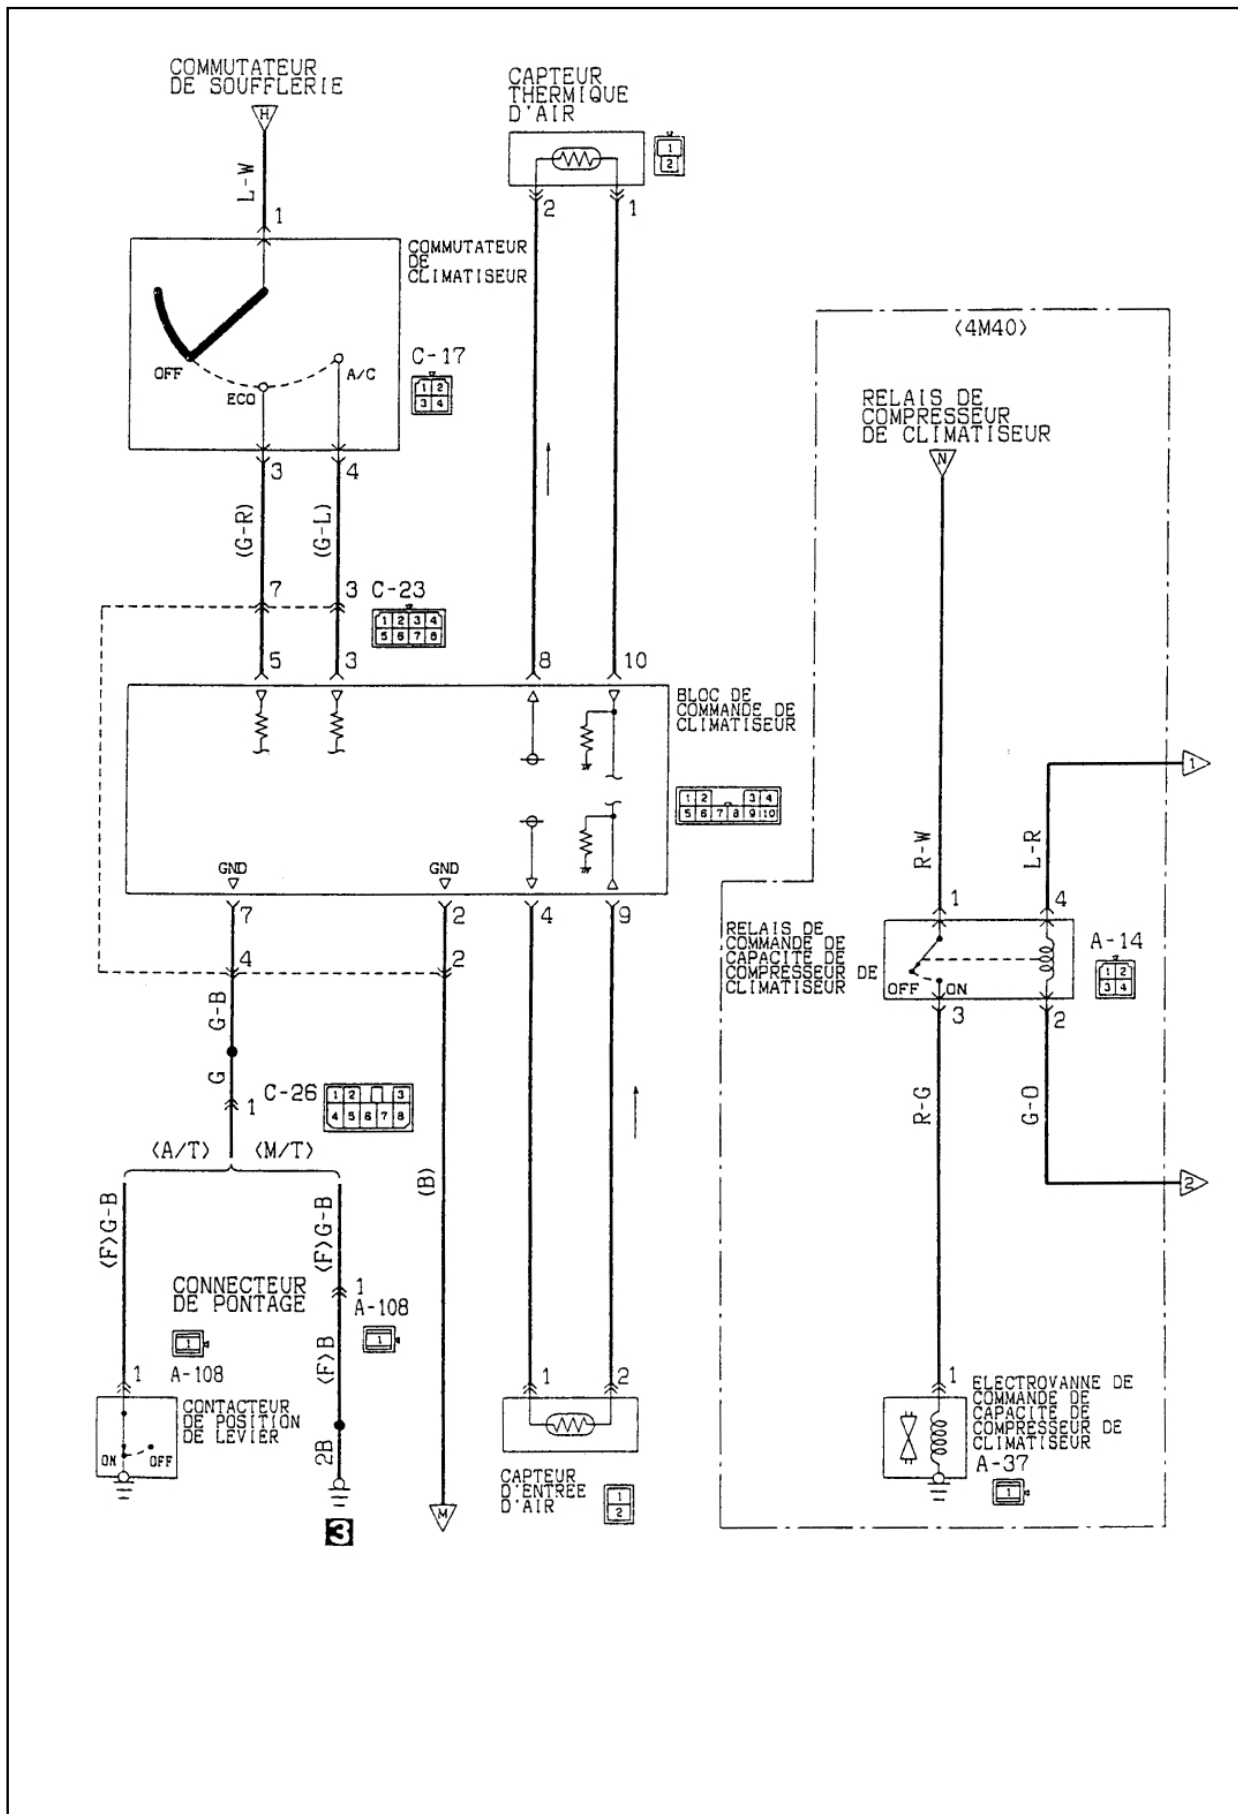 COMMUTATEUR
DE SOUFFLERIE
H
L-W
1
COMMUTATEUR
DE
CLIMATISEUR
OFF
ECO
A/C
C-17
1 2
3 4
3
4
(G-R)
(G-L)
7
3
C-23
1 2 3 4
5 6 7 8
5
3
CAPTEUR
THERMIQUE
D'AIR
1
2
2
1
8
10
BLOC DE
COMMANDE DE
CLIMATISEUR
1 2 3 4
5 6 7 8 9 10
GND
GND
7
2
4
9
4
2
G-B
G
C-26
1 2 3
4 5 6 7 8
1
<A/T>
<M/T>
(B)
<F>G-B
<F>G-B
CONNECTEUR
DE PONTAGE
1
A-108
1
1
A-108
<F>B
1
CONTACTEUR
DE POSITION
DE LEVIER
ON
OFF
2B
3
M
1
2
CAPTEUR
D'ENTREE
D'AIR
1
2
<4M40>
RELAIS DE
COMPRESSEUR
DE CLIMATISEUR
N
R-W
L-R
1
1
4
RELAIS DE
COMMANDE DE
CAPACITE DE
COMPRESSEUR DE
CLIMATISEUR
OFF
ON
A-14
1 2
3 4
3
2
R-G
G-O
2
1
ELECTROVANNE DE
COMMANDE DE
CAPACITE DE
COMPRESSEUR DE
CLIMATISEUR
A-37
1